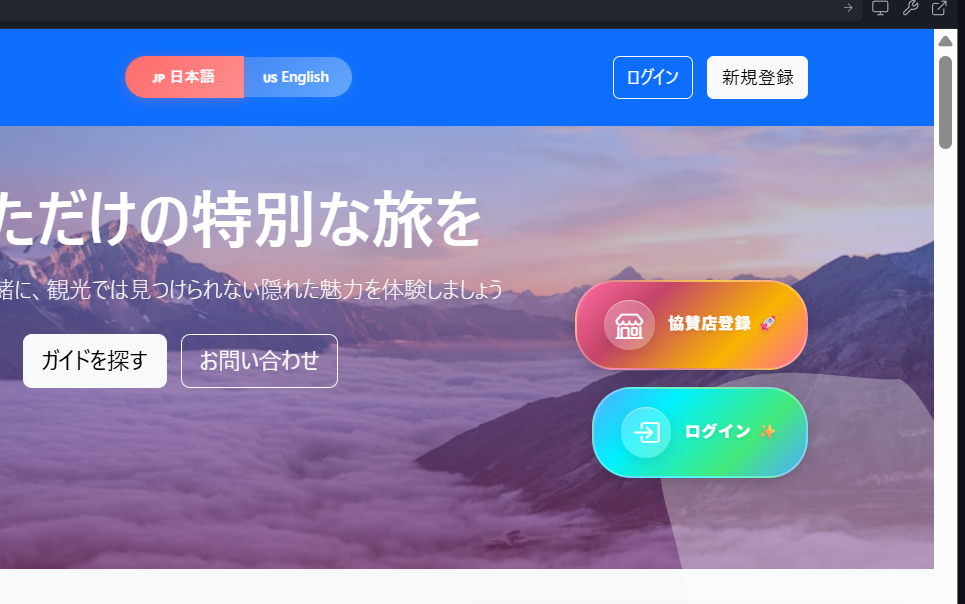 JP 日本語
US English
ログイン
新規登録
ただけの特別な旅を
緒に、観光では見つけられない隠れた魅力を体験しましょう
ガイドを探す
お問い合わせ
協賛店登録 🚀
ログイン ✨